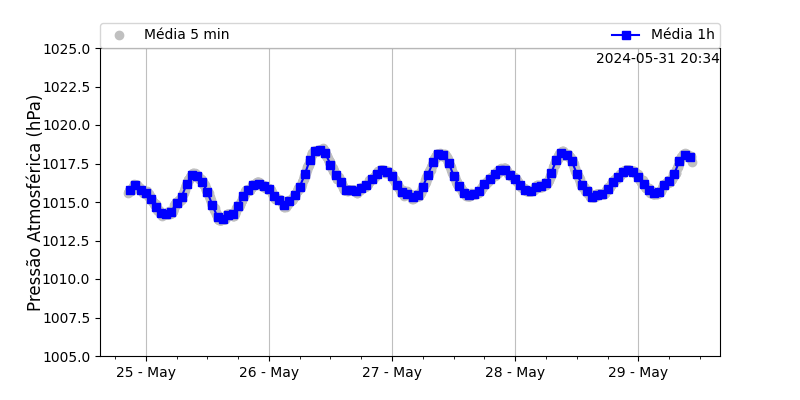 Média 5 min
Média 1h
2024-05-31 20:34
Pressão Atmosférica (hPa)
1025.0
1022.5
1020.0
1017.5
1015.0
1012.5
1010.0
1007.5
1005.0
25 - May
26 - May
27 - May
28 - May
29 - May